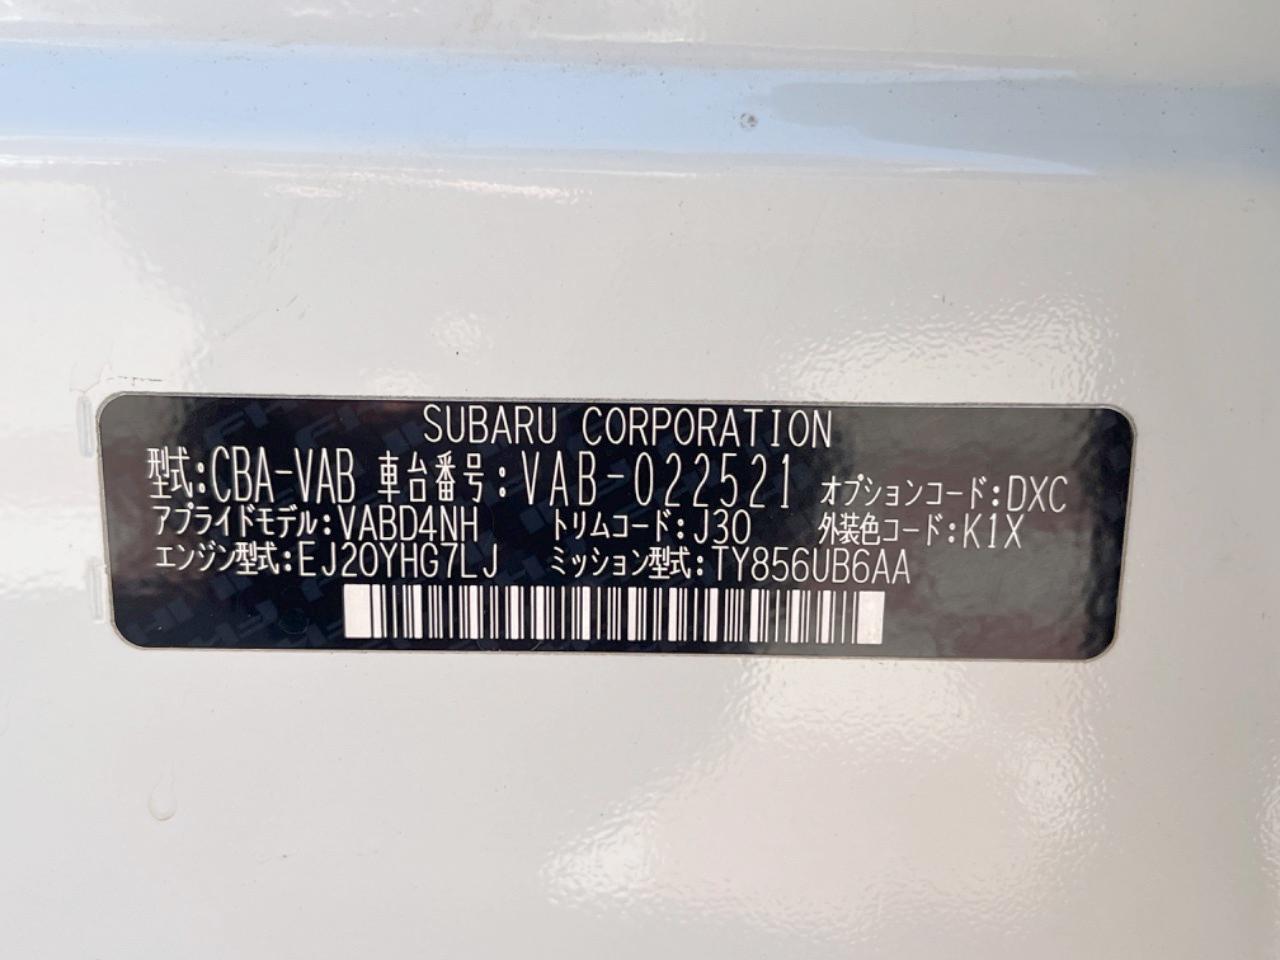 SUBARU CORPORATION
型式:CBA-VAB 車台番号:VAB-022521 オプションコード:DXC
アプライドモデル:VABD4NH トリムコード:J30 外装色コード:K1X
エンジン型式:EJ20YHG7LJ ミッション型式:TY856UB6AA